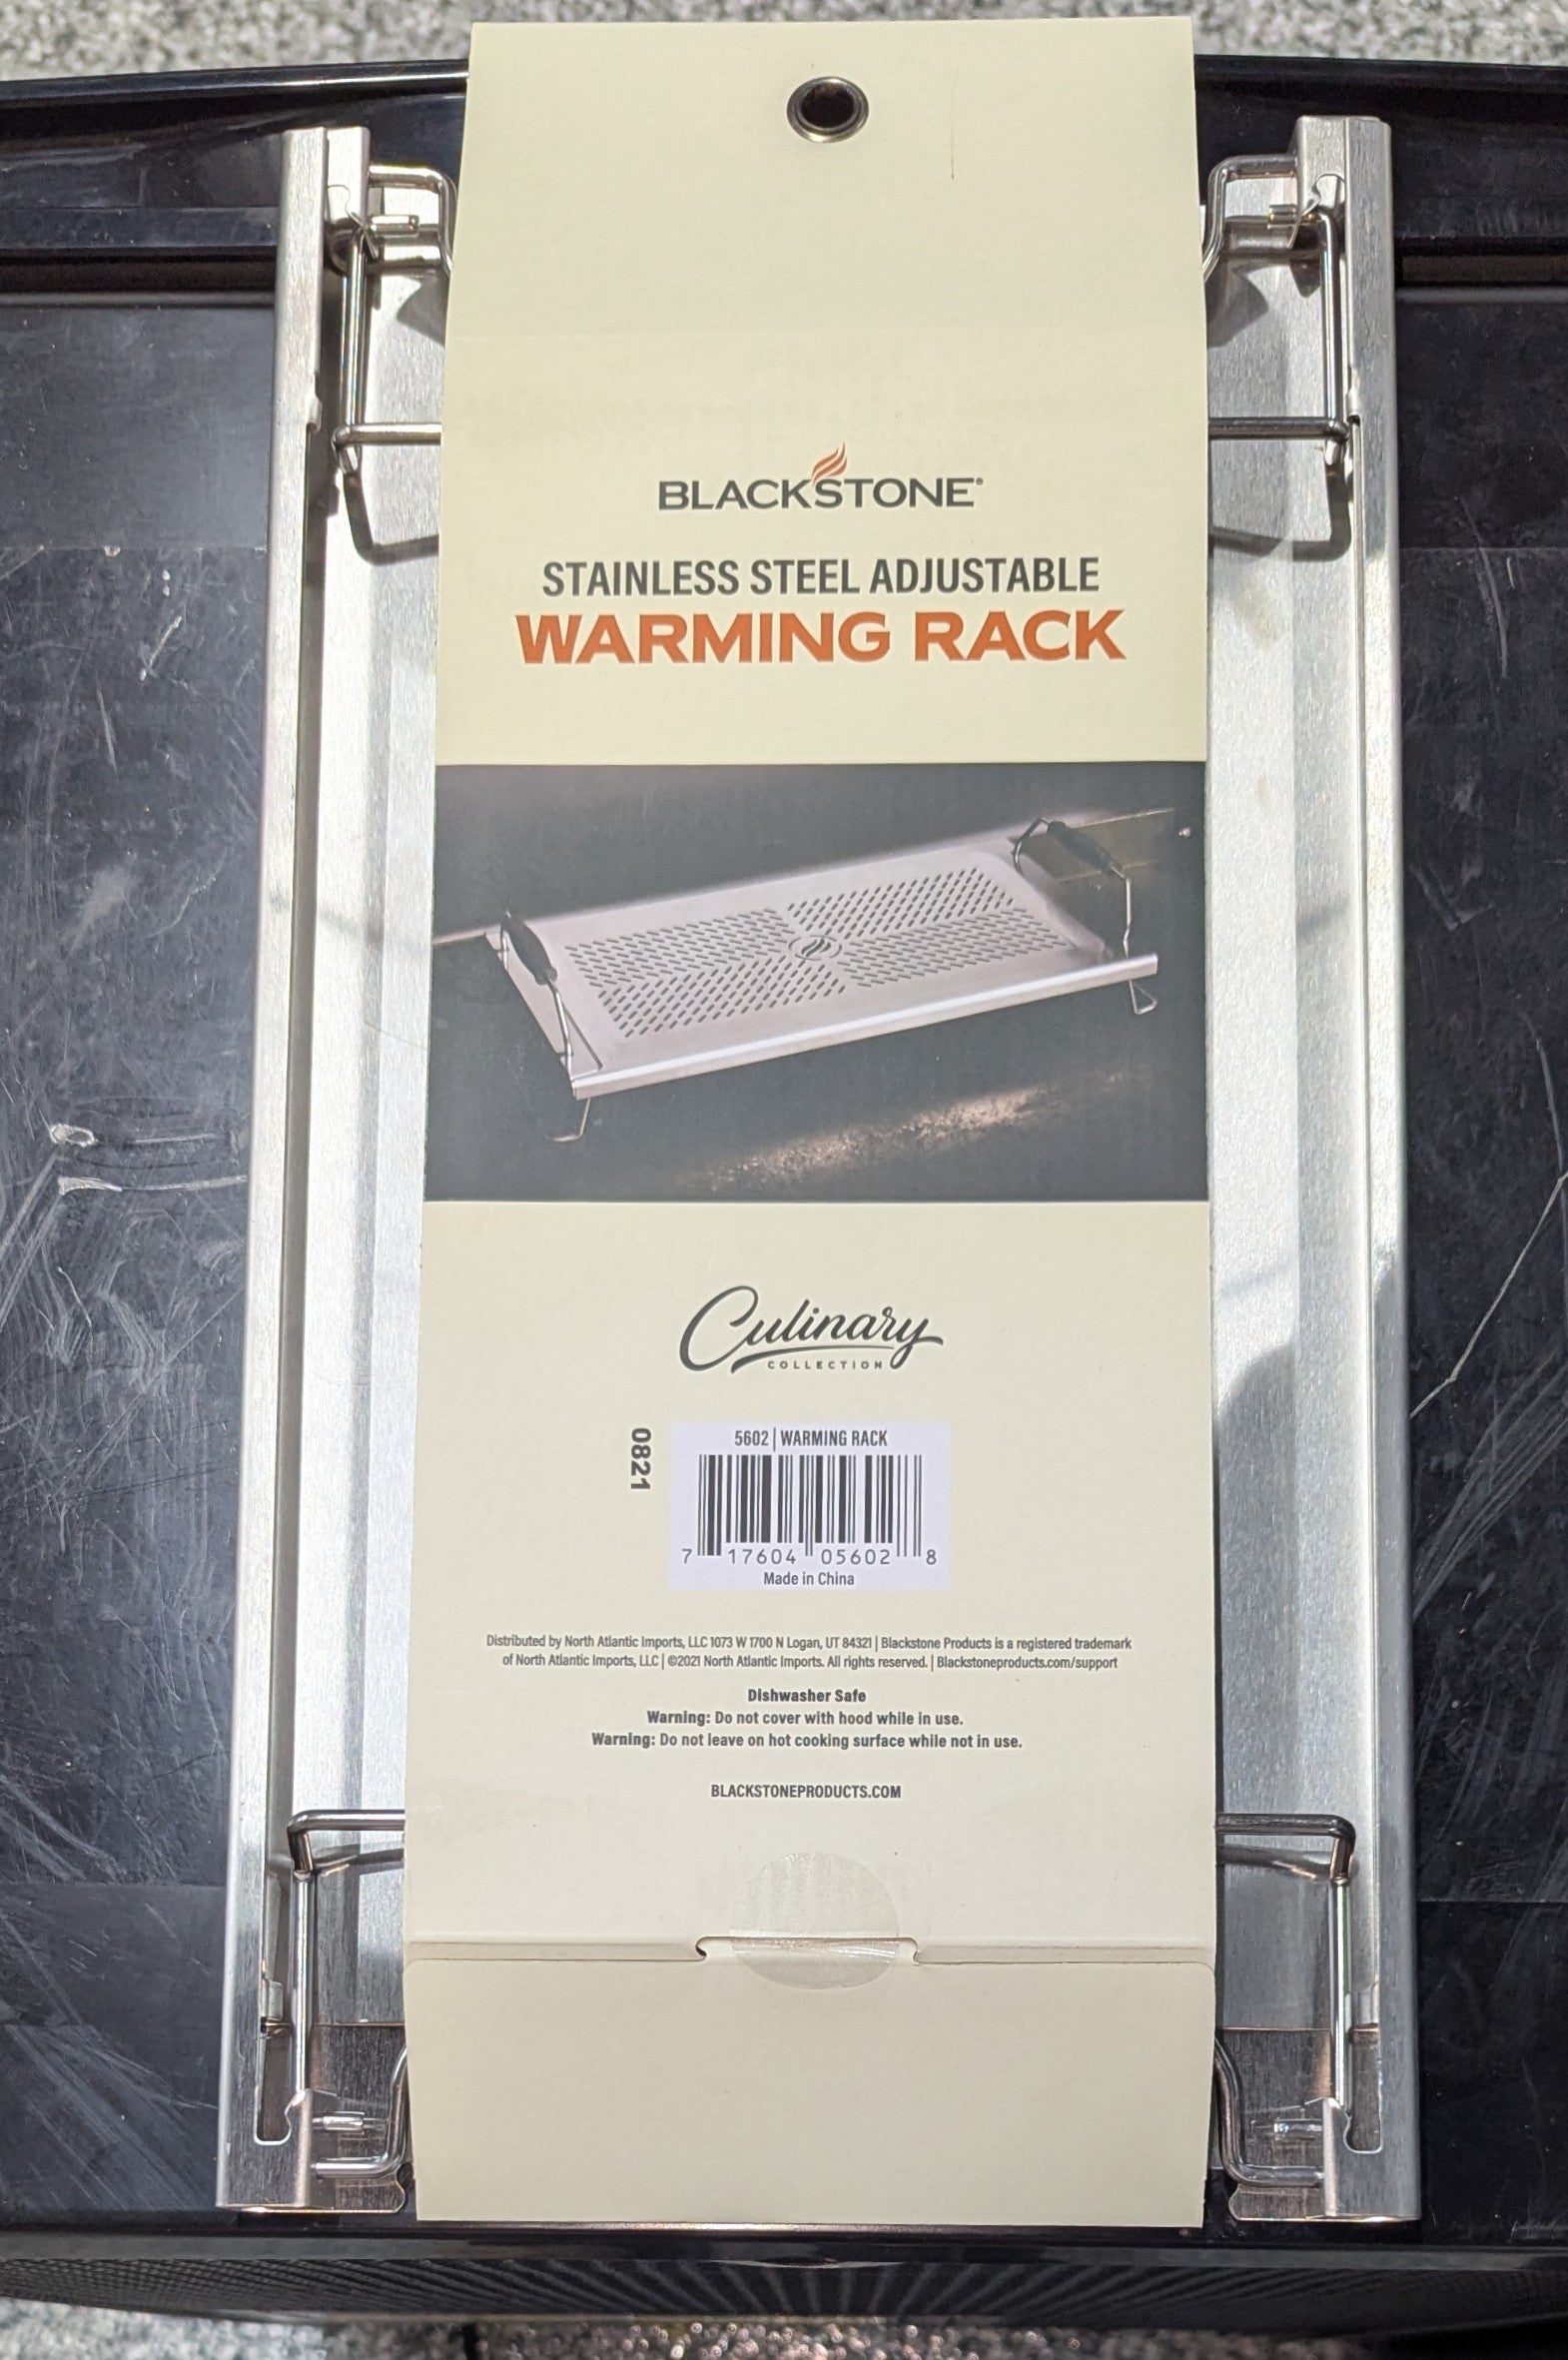 BLACKSTONE®
STAINLESS STEEL ADJUSTABLE
WARMING RACK
Culinary
COLLECTION
0821
5602 | WARMING RACK
7 17604 05602 8
Made in China
Distributed by North Atlantic Imports, LLC 1073 W 1700 N Logan, UT 84321 | Blackstone Products is a registered trademark
of North Atlantic Imports, LLC | ©2021 North Atlantic Imports. All rights reserved. | Blackstoneproducts.com/support
Dishwasher Safe
Warning: Do not cover with hood while in use.
Warning: Do not leave on hot cooking surface while not in use.
BLACKSTONEPRODUCTS.COM